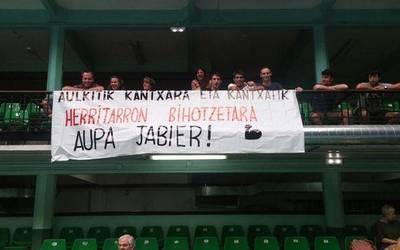 AULKITIK KANTXARA ETA KANTXATIK
HERRITARRON BIHOTZETARA
AUPA JABIER!